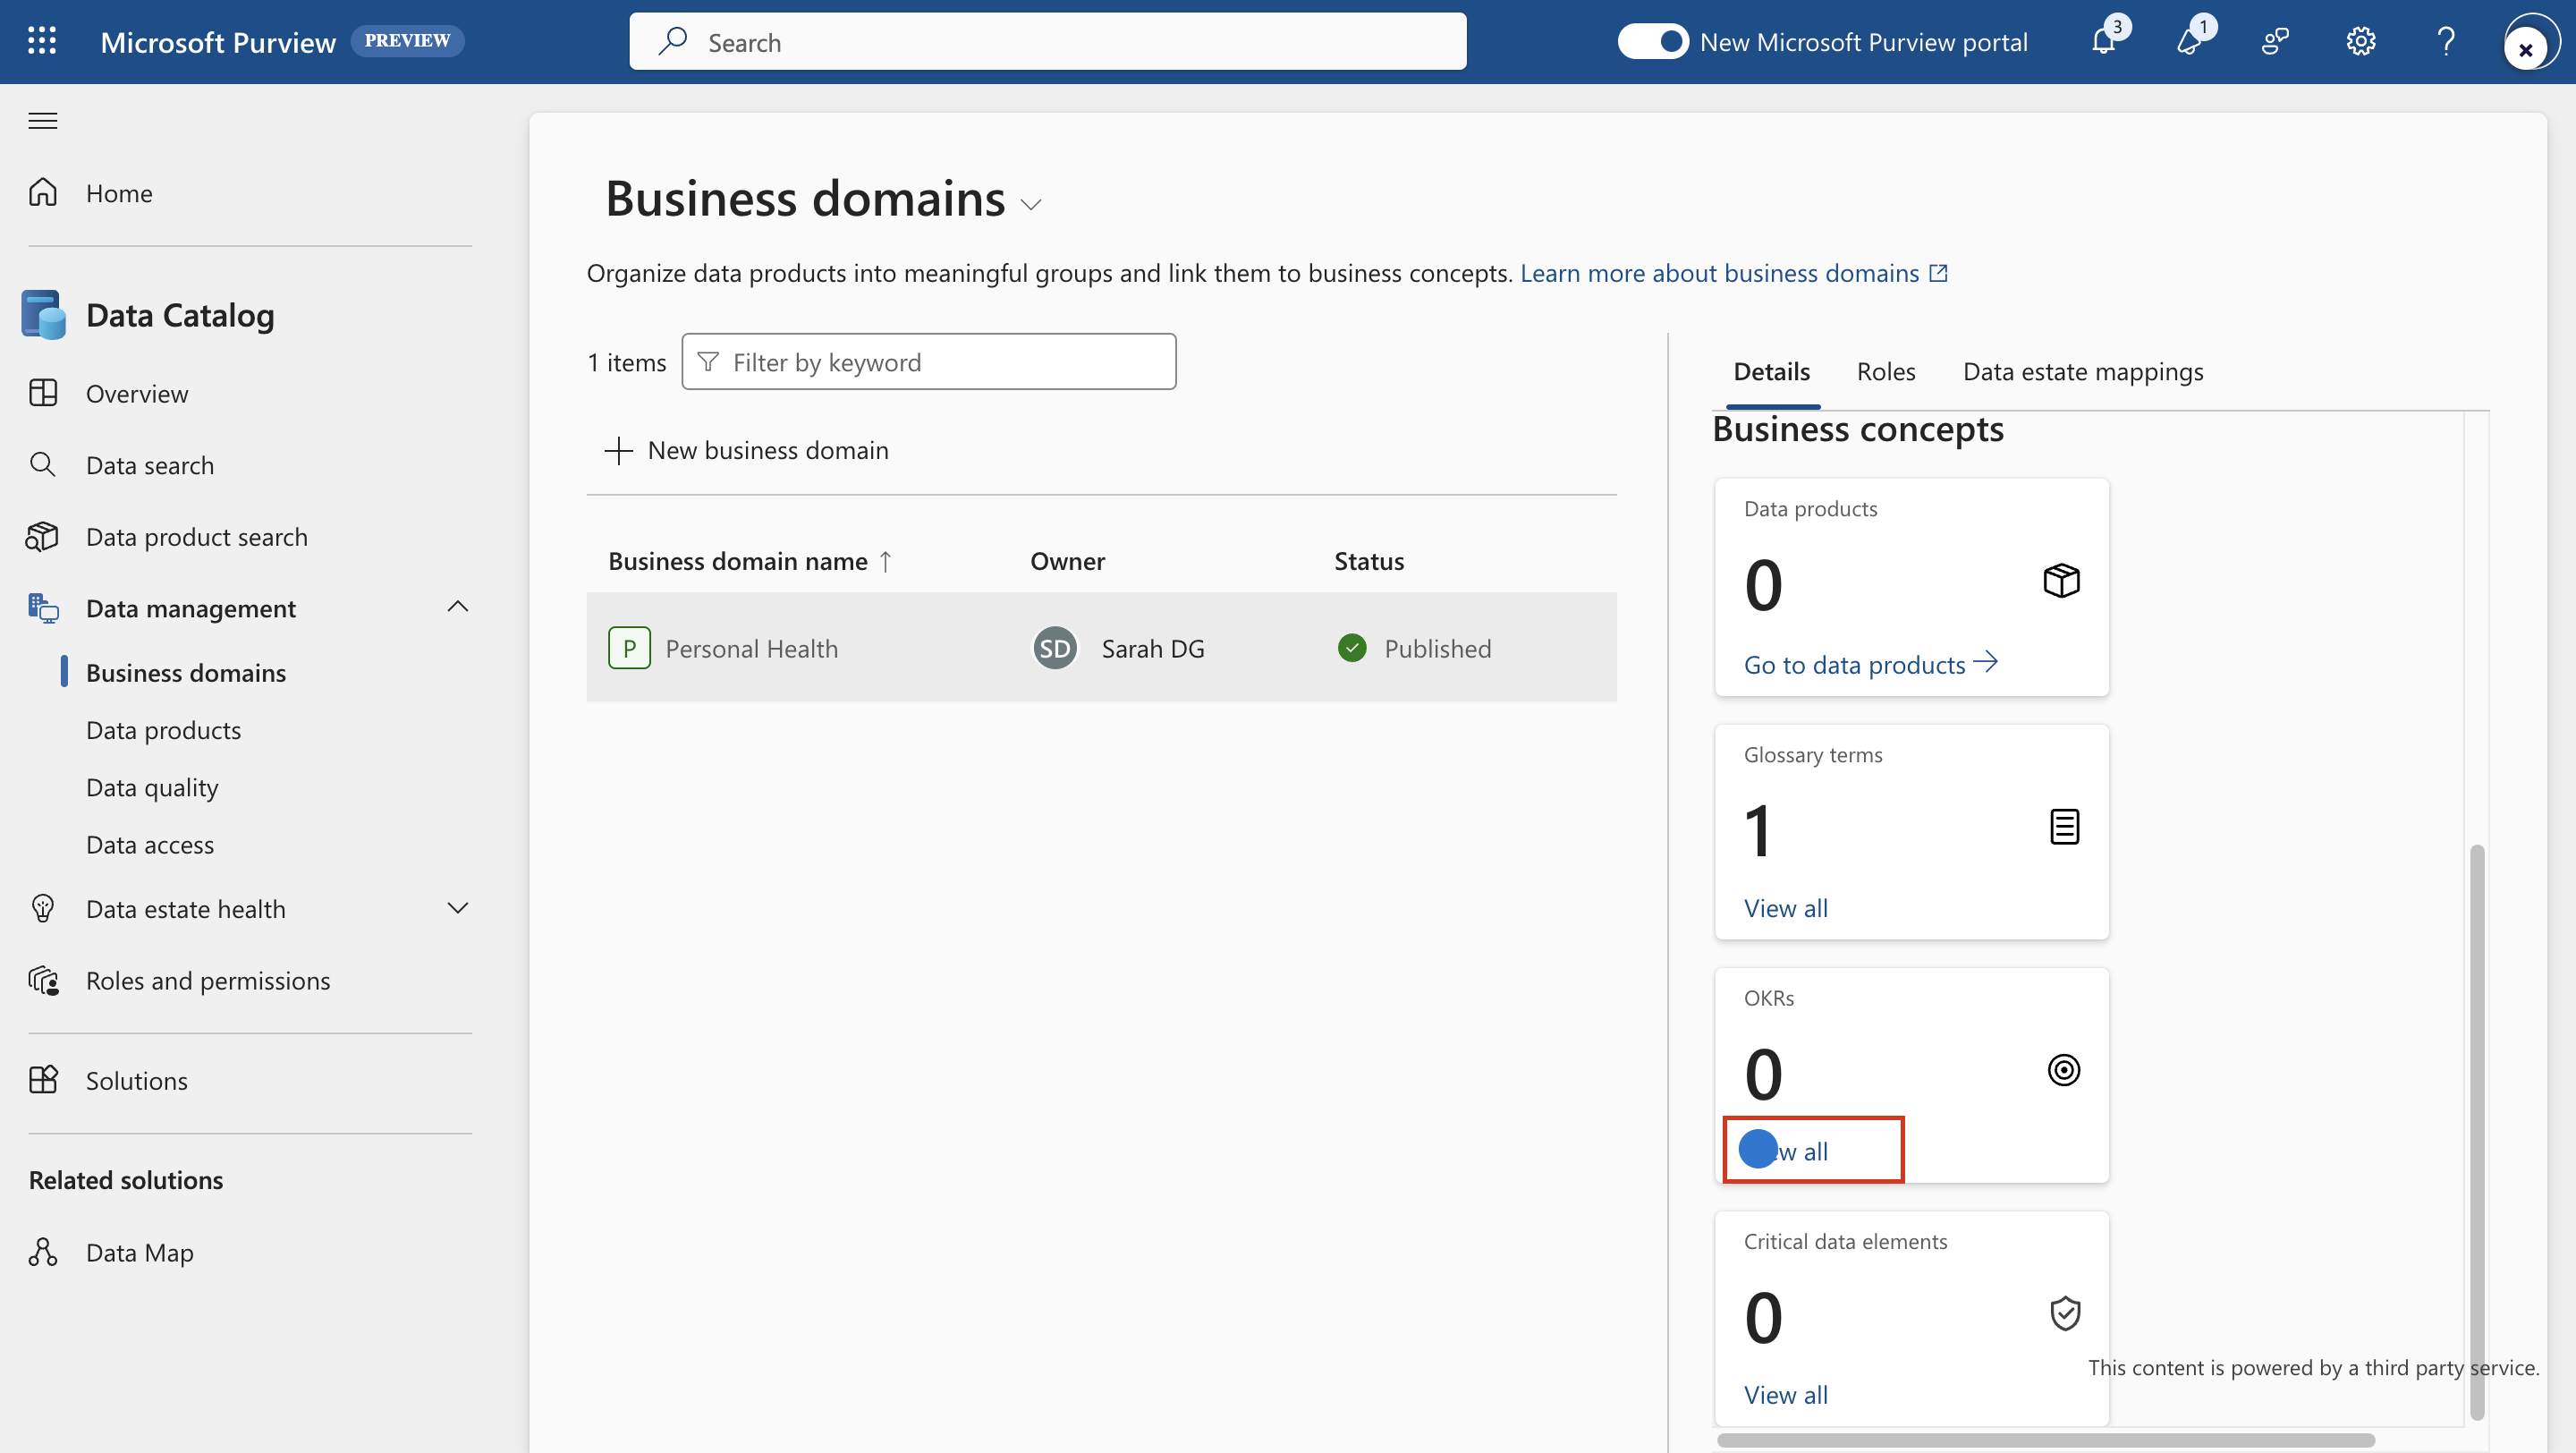 Microsoft Purview PREVIEW
Search
New Microsoft Purview portal
3
1
Home
Data Catalog
Overview
Data search
Data product search
Data management
Business domains
Data products
Data quality
Data access
Data estate health
Roles and permissions
Solutions
Related solutions
Data Map
Business domains
Organize data products into meaningful groups and link them to business concepts. Learn more about business domains
1 items
Filter by keyword
New business domain
Business domain name ↑ Owner Status
P Personal Health SD Sarah DG Published
Details Roles Data estate mappings
Business concepts
Data products
0
Go to data products →
Glossary terms
1
View all
OKRs
0
all
Critical data elements
0
View all
This content is powered by a third party service.